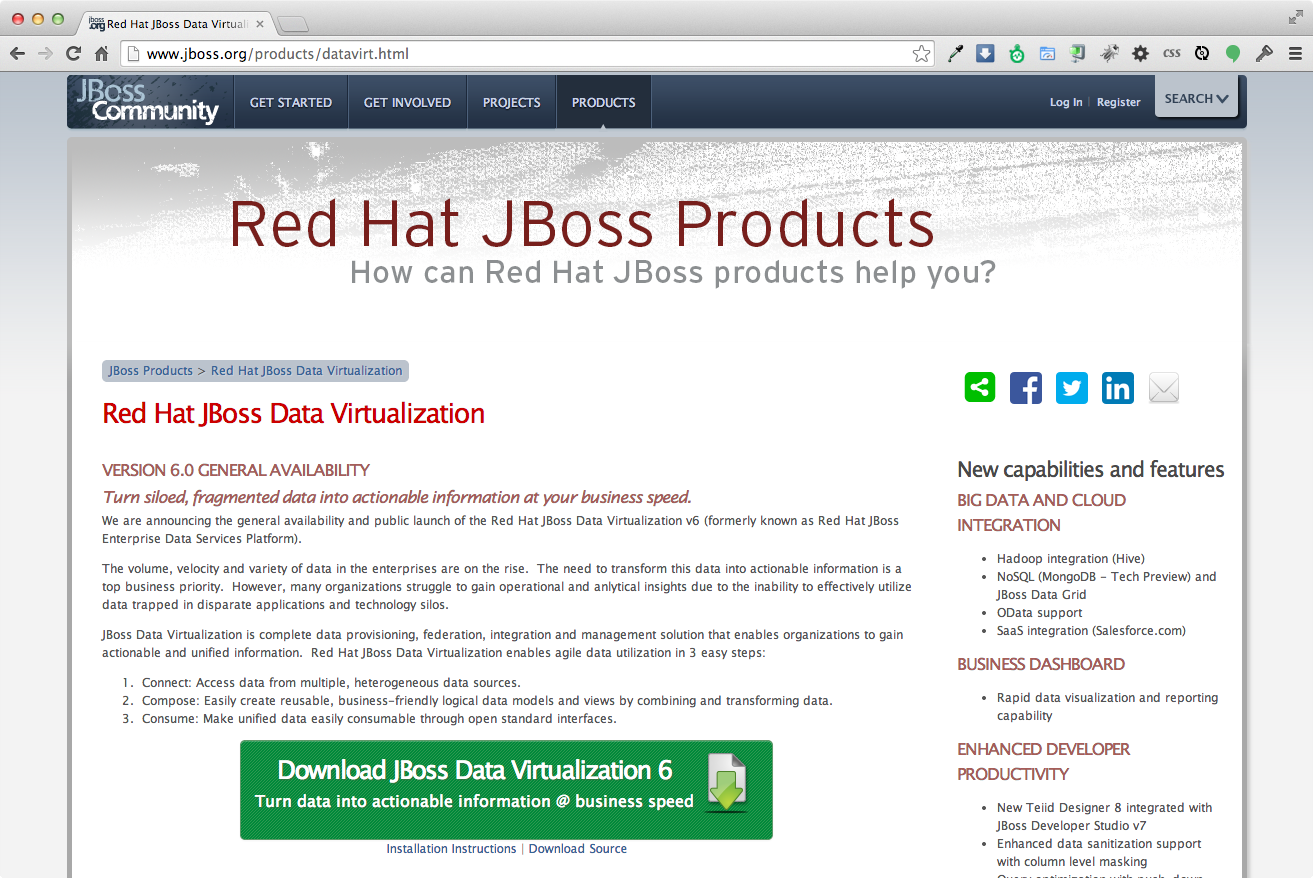 Red Hat JBoss Data Virtuali
www.jboss.org/products/datavirt.html
CSS
JBoss
Community
GET STARTED
GET INVOLVED
PROJECTS
PRODUCTS
Log In | Register
SEARCH
Red Hat JBoss Products
How can Red Hat JBoss products help you?
JBoss Products > Red Hat JBoss Data Virtualization
Red Hat JBoss Data Virtualization
VERSION 6.0 GENERAL AVAILABILITY
Turn siloed, fragmented data into actionable information at your business speed.
We are announcing the general availability and public launch of the Red Hat JBoss Data Virtualization v6 (formerly known as Red Hat JBoss
Enterprise Data Services Platform).
The volume, velocity and variety of data in the enterprises are on the rise.  The need to transform this data into actionable information is a
top business priority.  However, many organizations struggle to gain operational and anlytical insights due to the inability to effectively utilize
data trapped in disparate applications and technology silos.
JBoss Data Virtualization is complete data provisioning, federation, integration and management solution that enables organizations to gain
actionable and unified information.  Red Hat JBoss Data Virtualization enables agile data utilization in 3 easy steps:
1. Connect: Access data from multiple, heterogeneous data sources.
2. Compose: Easily create reusable, business-friendly logical data models and views by combining and transforming data.
3. Consume: Make unified data easily consumable through open standard interfaces.
Download JBoss Data Virtualization 6
Turn data into actionable information @ business speed
Installation Instructions | Download Source
New capabilities and features
BIG DATA AND CLOUD
INTEGRATION
• Hadoop integration (Hive)
• NoSQL (MongoDB - Tech Preview) and
JBoss Data Grid
• OData support
• SaaS integration (Salesforce.com)
BUSINESS DASHBOARD
• Rapid data visualization and reporting
capability
ENHANCED DEVELOPER
PRODUCTIVITY
• New Teiid Designer 8 integrated with
JBoss Developer Studio v7
• Enhanced data sanitization support
with column level masking